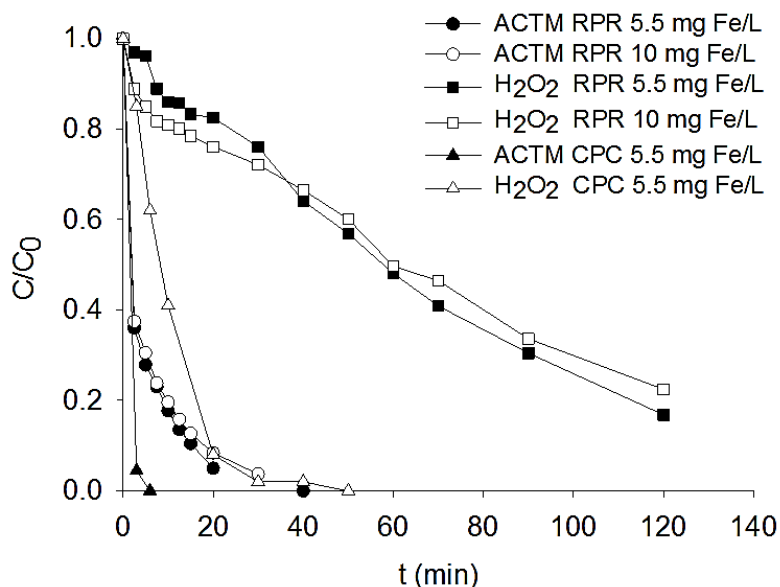 ACTM RPR 5.5 mg Fe/L
ACTM RPR 10 mg Fe/L
H2O2 RPR 5.5 mg Fe/L
H2O2 RPR 10 mg Fe/L
ACTM CPC 5.5 mg Fe/L
H2O2 CPC 5.5 mg Fe/L
1.0
0.8
0.6
0.4
0.2
0.0
C/C0
0 20 40 60 80 100 120 140
t (min)